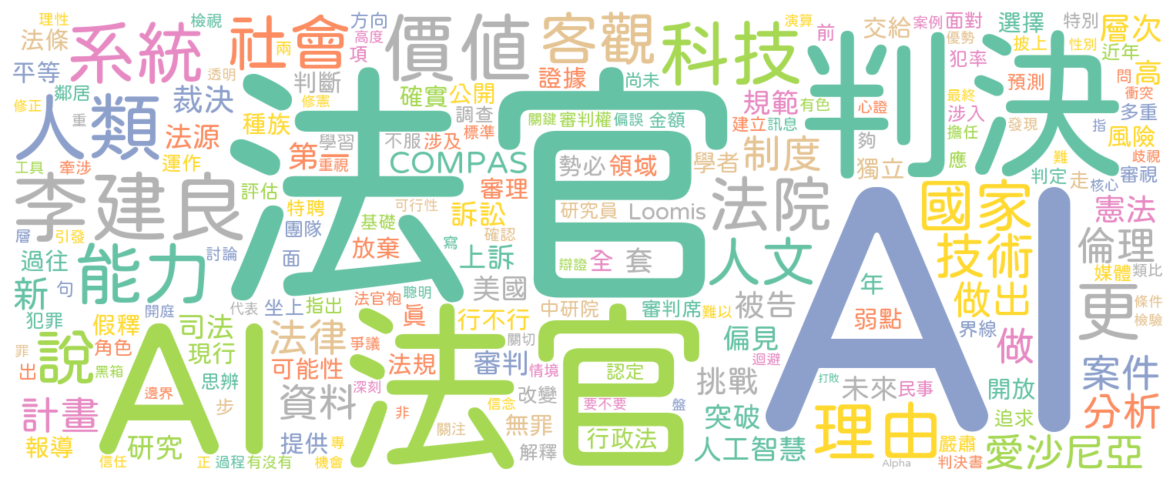 理性 檢視 方向 兩 高度 項
法條 社會 價值 客觀 科技 前 交給 演算 案例 面對 優勢 選擇 特別 層次
系統 透明 判斷 證據 尚未 判決 犯率 披上 性別 近年
平等 鄰居 裁決 修憲 確實 公開 規範 有色 心證 預測 問 高 衝突
修正 重 人類 種族 調查 關鍵 審判權 偏誤 金額 建立 訊息 最終 涉入 多重
法源 學習 不服 涉及 標準 夠 擔任 發現 指 風險
工具 牽涉 運作 第一 重視 COMPAS 勢必 領域 學者 制度 獨立 應 難 歧視
李建良 評估 法官 審理 法院 判定 走 核心 審視
層 引發 特聘 基礎 可行性 訴訟 研究員 Loomis 國家 憲法
過往 能力 討論 團隊 面 放棄 寫 確認 上訴 辯證 全 套 人文 AI 技術 倫理
新 句 聰明 美國 年 媒體 類比
犯罪 開庭 代表 坐上 指出 法官袍 真 中研院 審判席 難以 被告 做出 更 條件
假釋 司法 法律 爭議 行不行 關切 偏見 弱點 界線 檢驗
罪 出 角色 說 現行 可能性 法規 審判 情境 認定 迴避 做 案件
黑箱 AI法官 思辨 深刻 改變 要不要 挑戰 打敗 未來 民事 開放 分析
計畫 邊界 步 資料 非 信念 盤 突破 理由 追求
報導 研究 提供 關注 無罪 行政法 人工智慧 嚴肅 愛沙尼亞
信任 正 過程 有沒有 專 機會 解釋 Alpha 判決書